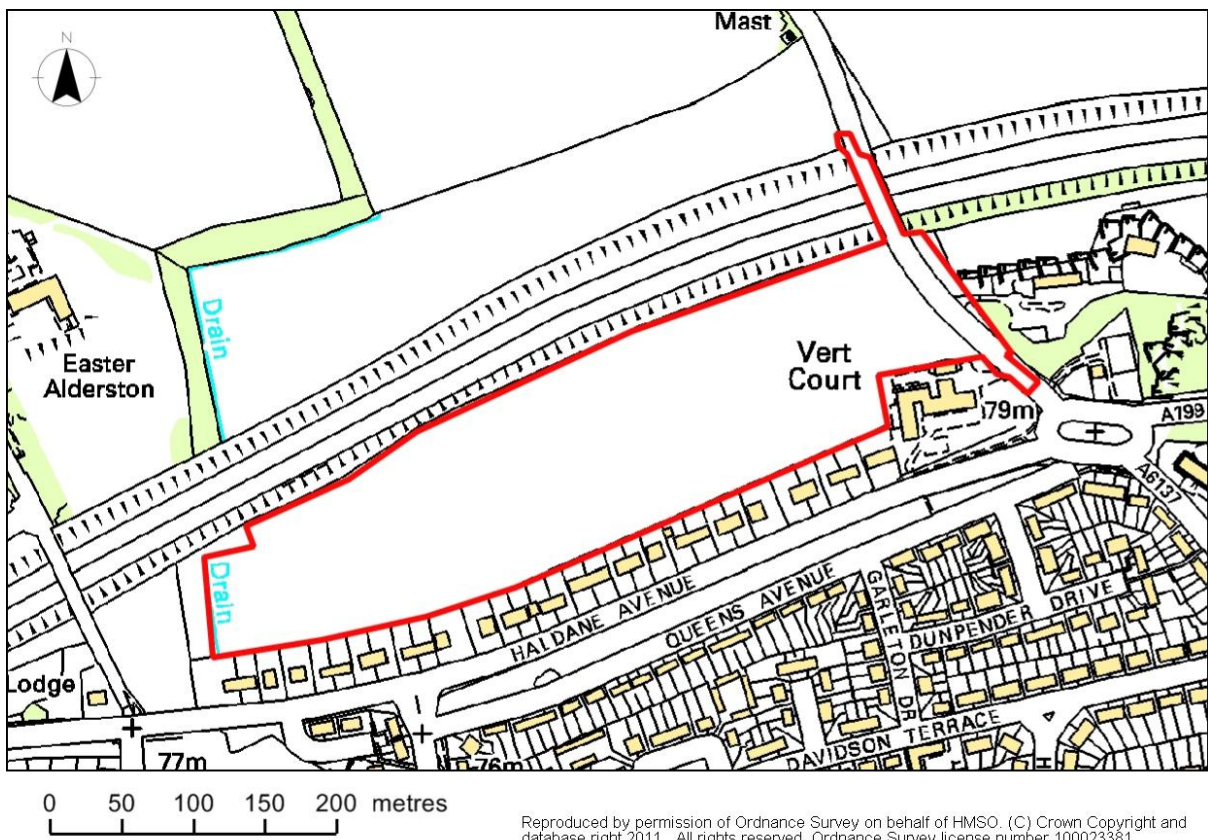 Mast
N
Drain
Easter
Alderston
Vert
Court
79m
A199
A6137
Drain
HALDANE AVENUE
QUEENS AVENUE
GARLETON DR
DUNPENDER DRIVE
Lodge
DAVIDSON TERRACE
77m
76m
0 50 100 150 200 metres
Reproduced by permission of Ordnance Survey on behalf of HMSO. (C) Crown Copyright and
database right 2011. All rights reserved. Ordnance Survey license number 100023381